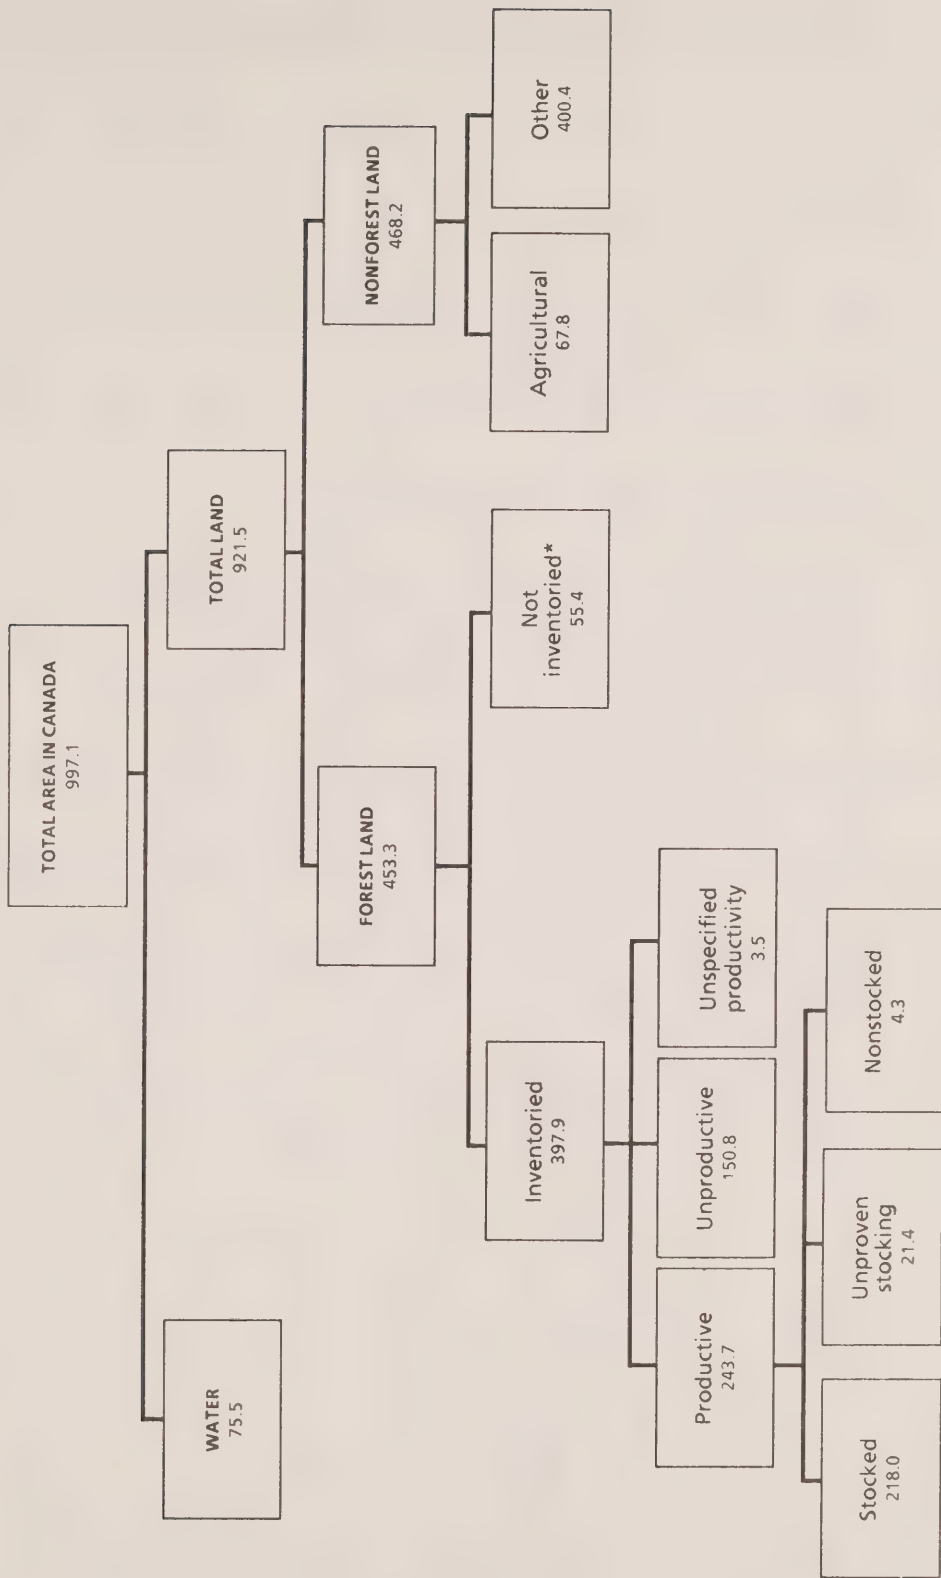 TOTAL AREA IN CANADA
997.1
WATER
75.5
TOTAL LAND
921.5
FOREST LAND
453.3
NONFOREST LAND
468.2
Inventoried
397.9
Not
inventoried*
55.4
Agricultural
67.8
Other
400.4
Productive
243.7
Unproductive
150.8
Unspecified
productivity
3.5
Stocked
218.0
Unproven
stocking
21.4
Nonstocked
4.3